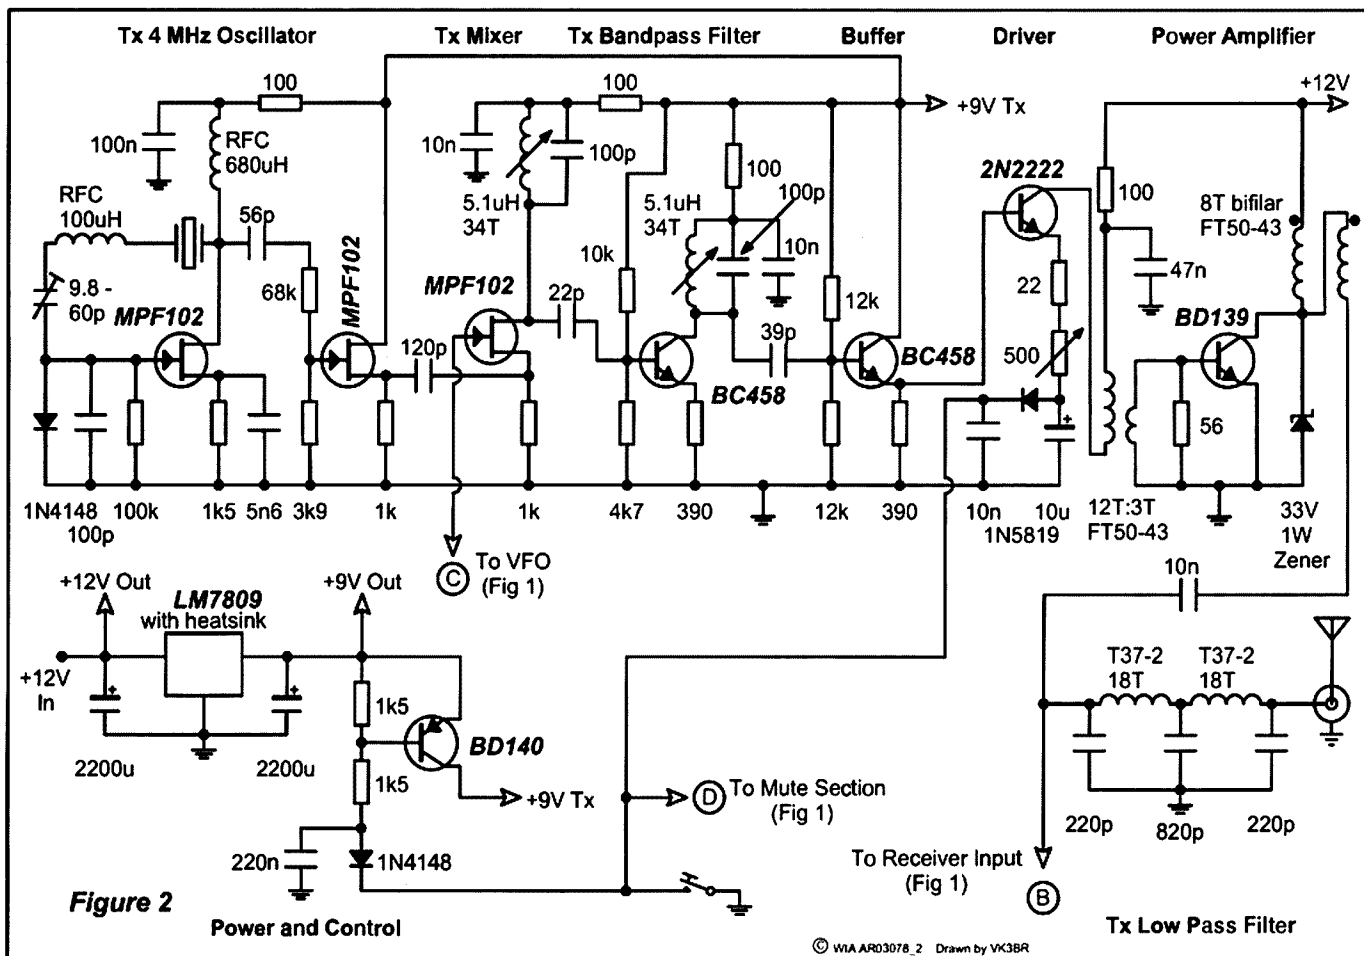 Tx 4 MHz Oscillator
Tx Mixer
Tx Bandpass Filter
Buffer
Driver
Power Amplifier
100
100
+12V
+9V Tx
100n
RFC
680uH
10n
100p
100
2N2222
100
8T bifilar
FT50-43
RFC
100uH
56p
5.1uH
34T
5.1uH
34T
100p
10n
47n
9.8 -
60p
68k
10k
12k
22
MPF102
MPF102
MPF102
22p
39p
BD139
120p
BC458
BC458
500
56
1N4148
100p
100k
1k5
5n6
3k9
1k
1k
4k7
390
12k
390
10n
10u
1N5819
12T:3T
FT50-43
33V
1W
Zener
C
To VFO
(Fig 1)
10n
+12V Out
LM7809
with heatsink
+9V Out
+12V
In
T37-2
18T
T37-2
18T
1k5
BD140
2200u
2200u
1k5
+9V Tx
D
To Mute Section
(Fig 1)
220p
820p
220p
220n
1N4148
To Receiver Input
(Fig 1)
B
Figure 2
Power and Control
Tx Low Pass Filter
© WIA AR03078_2 Drawn by VK3BR